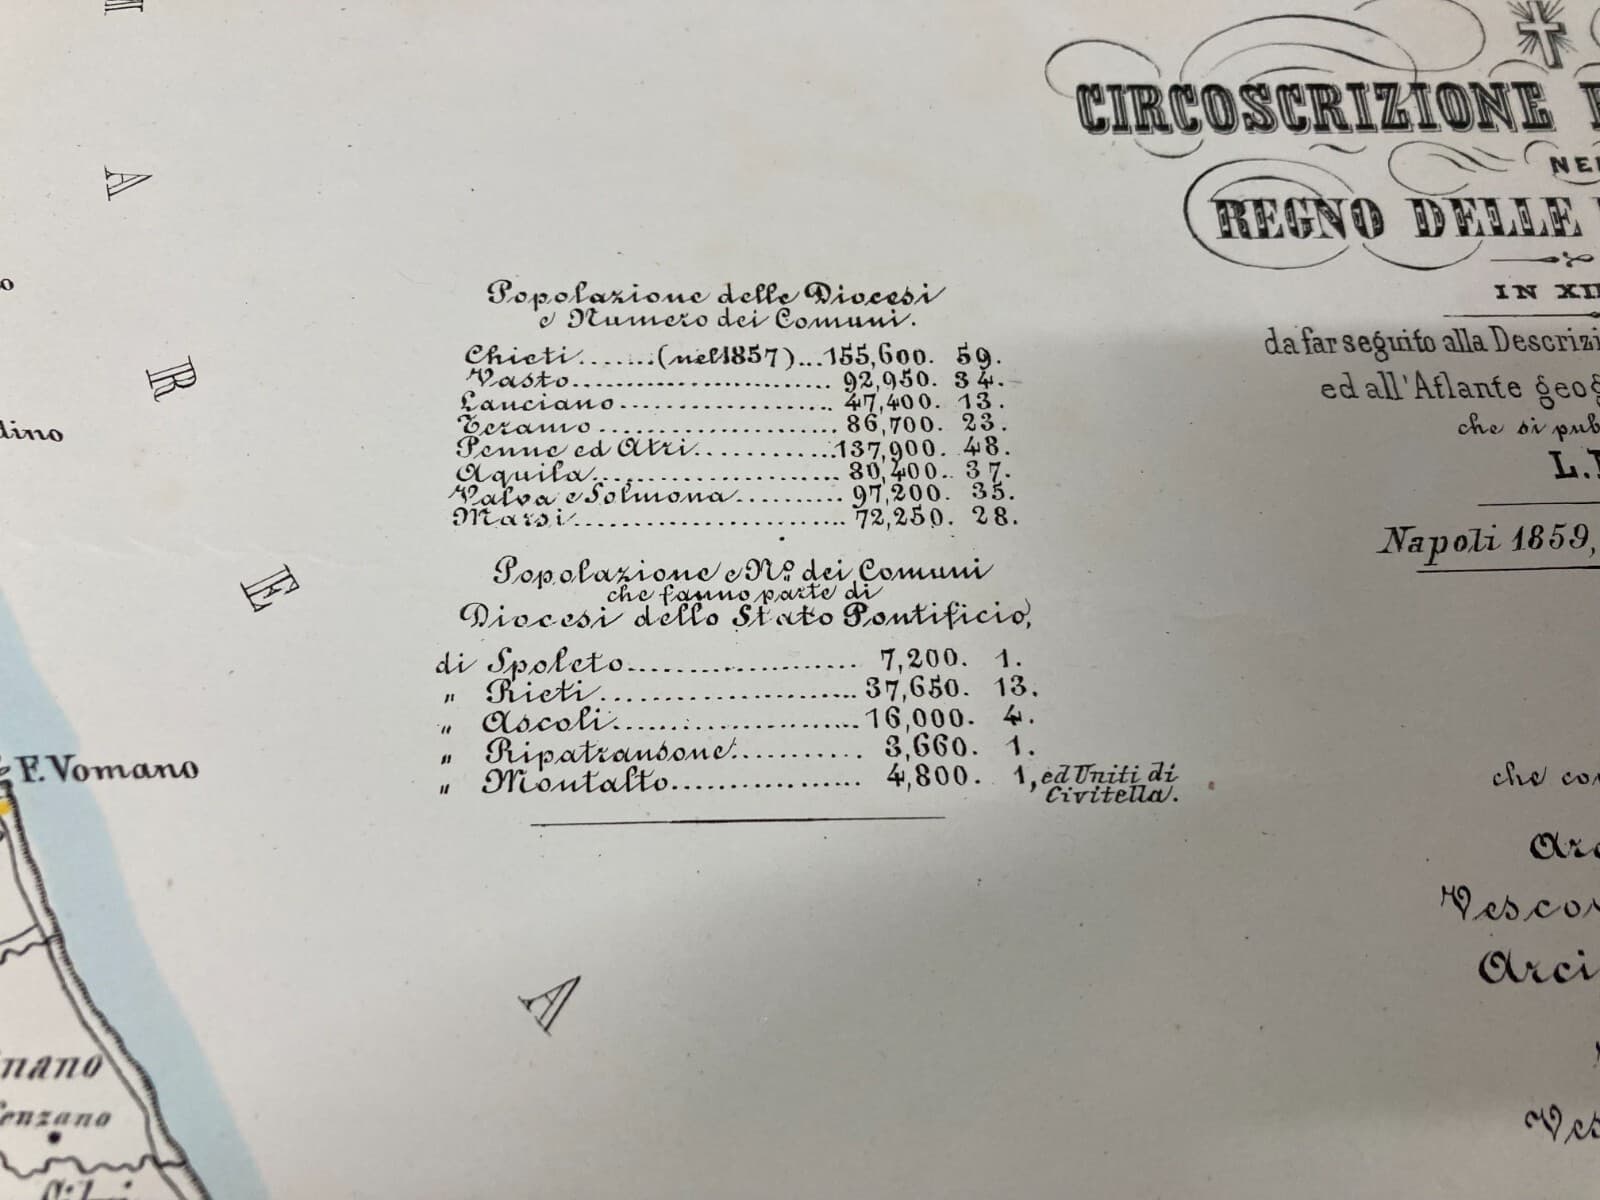 CIRCOSCRIZIONE
REGNO DELLE
IN XII
da far seguito alla Descrizi
ed all'Atlante geog
che si pub
Napoli 1859,
Popolazione delle Diocesi
e Numero dei Comuni.
Chieti.......(nel 1857)...155,600. 59.
Vasto........................... 92,950. 34.
Lanciano...................... 47,400. 13.
Teramo........................ 86,700. 23.
Penne ed Atri...............137,900. 48.
Aquila.......................... 80,400. 37.
Valva e Solmona.......... 97,200. 35.
Marsi........................... 72,250. 28.
Popolazione e N.º dei Comuni
che fanno parte di
Diocesi dello Stato Pontificio,
di Spoleto....................... 7,200. 1.
" Rieti..........................37,650. 13.
" Ascoli.........................16,000. 4.
" Ripatransone............. 3,660. 1.
" Montalto................... 4,800. 1, ed Uniti di
Civitella.
A
R
E
A
dino
F. Vomano
nano
enzano
che co
Vesco
Arci
Ves